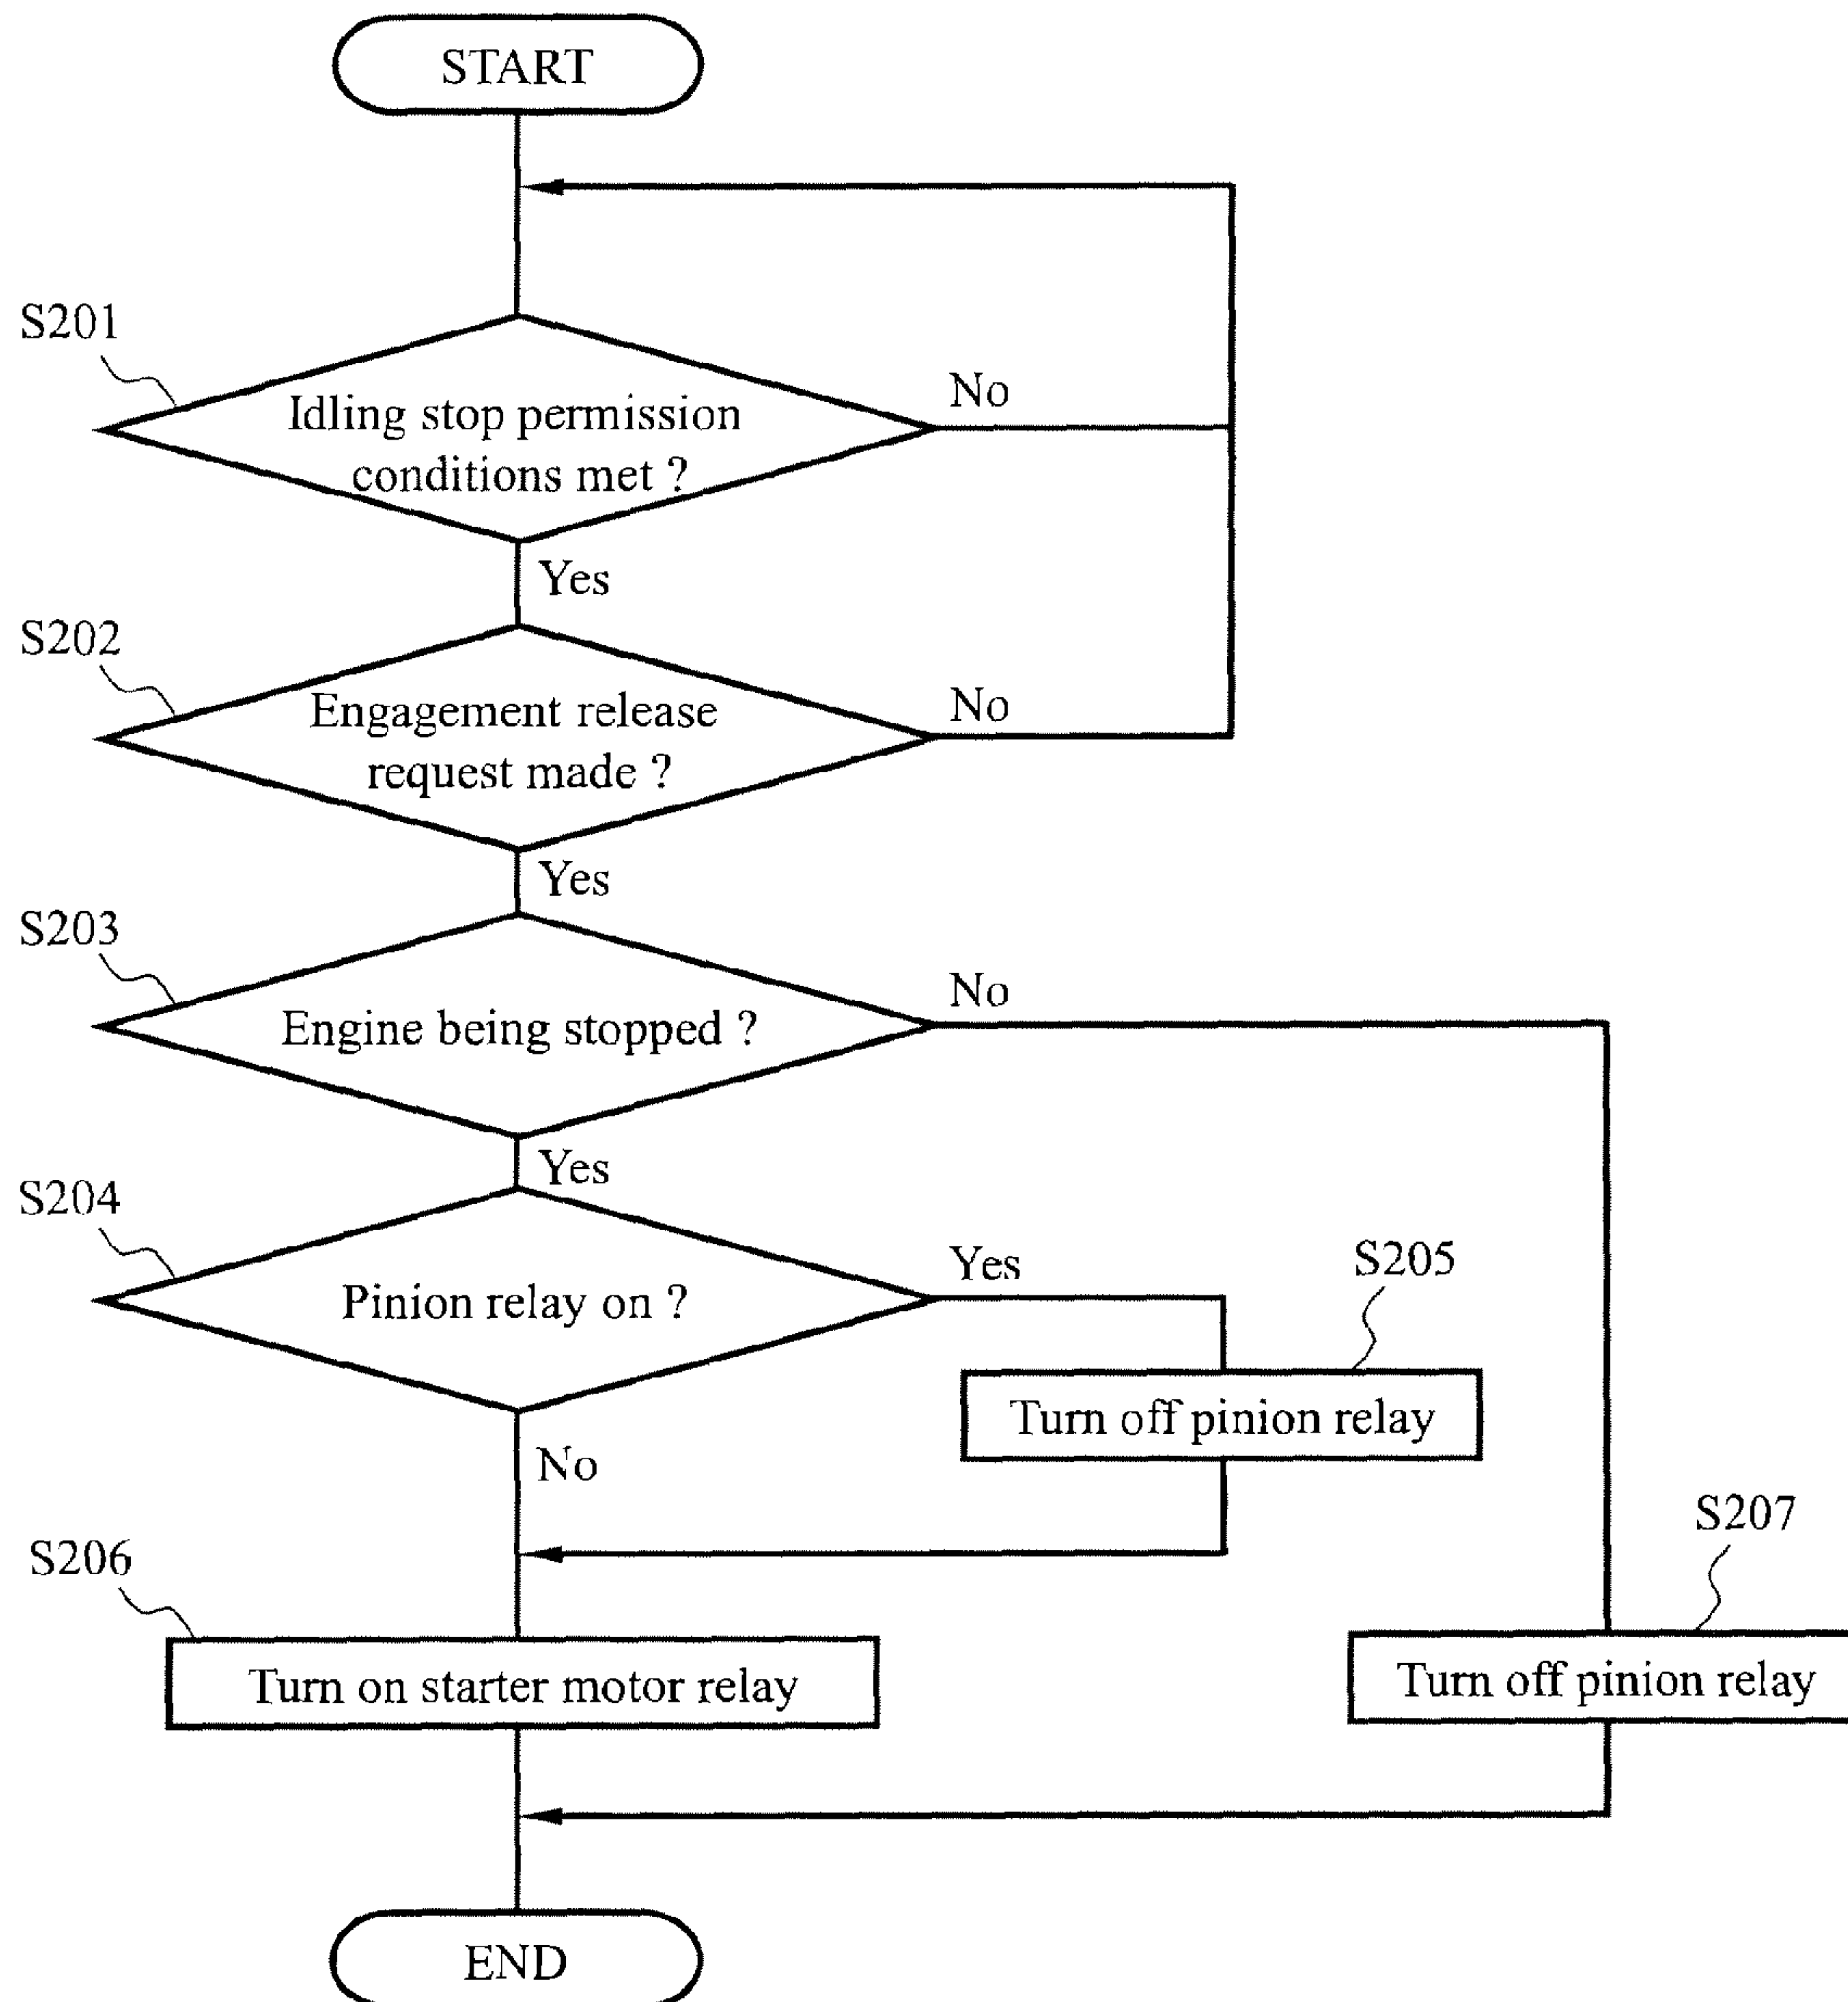 START
S201
Idling stop permission
conditions met ?
No
Yes
S202
Engagement release
request made ?
No
Yes
S203
Engine being stopped ?
No
Yes
S204
Pinion relay on ?
Yes
S205
Turn off pinion relay
No
S207
S206
Turn on starter motor relay
Turn off pinion relay
END